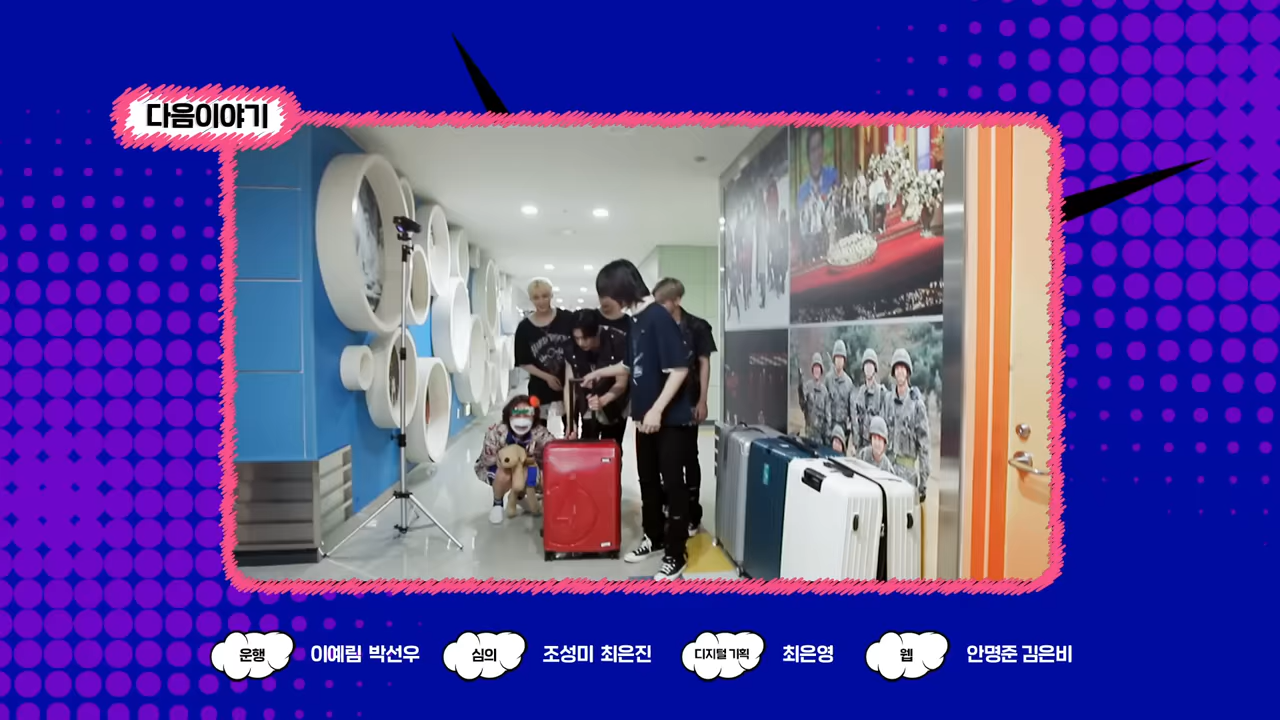 다음이야기
운행 이예림 박선우 심의 조성미 최은진 디지털 기획 최은영 웹 안명준 김은비